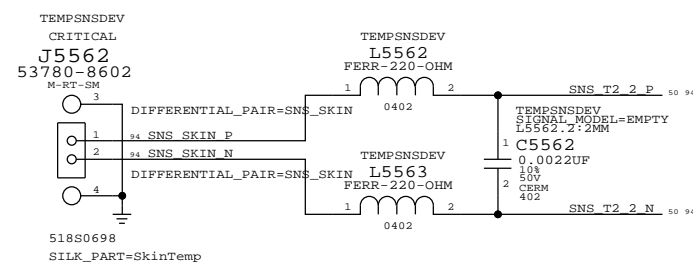 TEMPSNSDEV
CRITICAL
J5562
53780-8602
M-RT-SM
3
1
2
4
DIFFERENTIAL_PAIR=SNS_SKIN
94 SNS_SKIN_P
94 SNS_SKIN_N
DIFFERENTIAL_PAIR=SNS_SKIN
518S0698
SILK_PART=SkinTemp
TEMPSNSDEV
L5562
FERR-220-OHM
1 2
0402
TEMPSNSDEV
L5563
FERR-220-OHM
1 2
0402
SNS_T2_2_P 50 94
TEMPSNSDEV
SIGNAL_MODEL=EMPTY
L5562.2:2MM
1 C5562
0.0022UF
10%
50V
2 CERM
402
SNS_T2_2_N 50 94